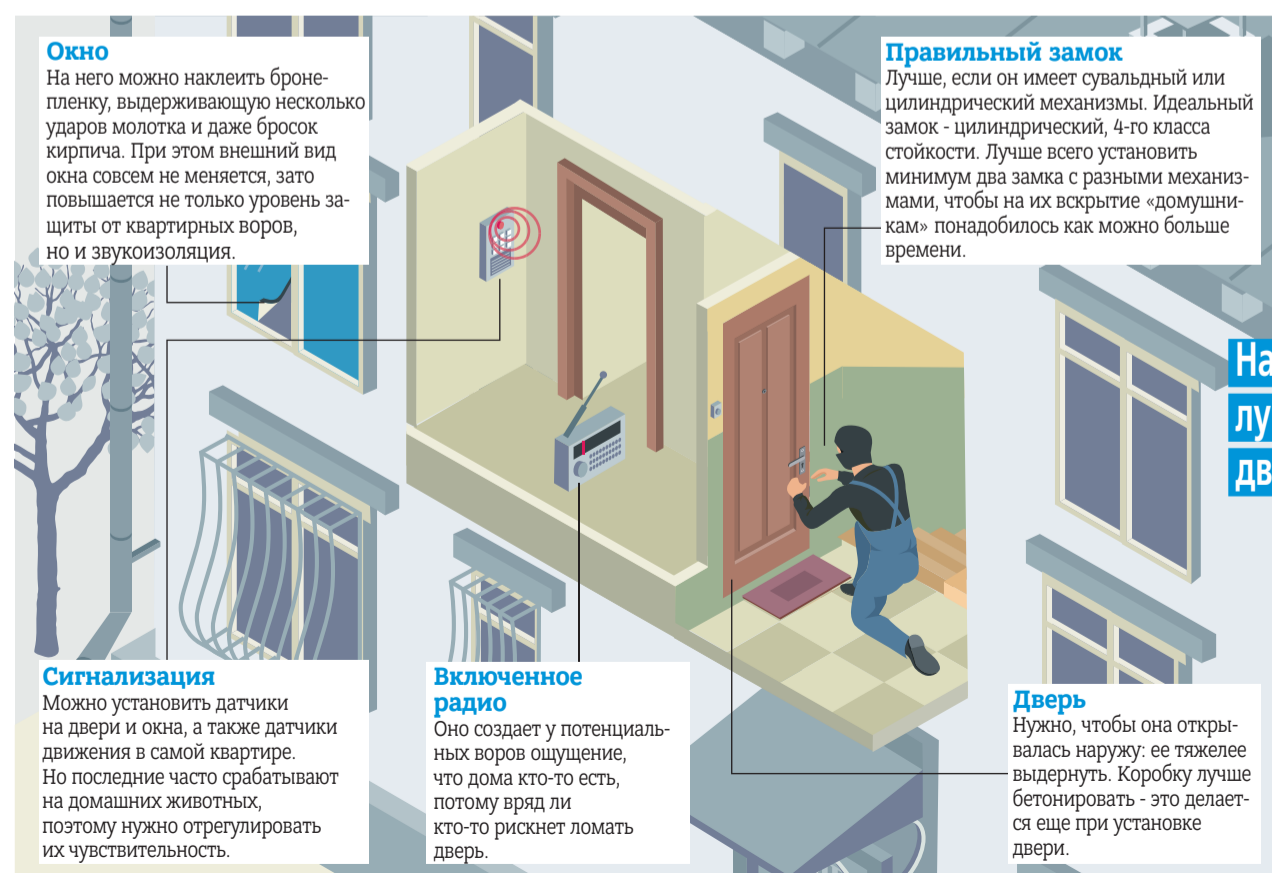 Окно
На него можно наклеить броне-
пленку, выдерживающую несколько
ударов молотка и даже бросок
кирпича. При этом внешний вид
окна совсем не меняется, зато
повышается не только уровень за-
щиты от квартирных воров,
но и звукоизоляция.
Правильный замок
Лучше, если он имеет сувальдный или
цилиндрический механизмы. Идеальный
замок - цилиндрический, 4-го класса
стойкости. Лучше всего установить
минимум два замка с разными механиз-
мами, чтобы на их вскрытие «домушни-
кам» понадобилось как можно больше
времени.
На
лу
дв
Сигнализация
Можно установить датчики
на двери и окна, а также датчики
движения в самой квартире.
Но последние часто срабатывают
на домашних животных,
поэтому нужно отрегулировать
их чувствительность.
Включенное
радио
Оно создает у потенциаль-
ных воров ощущение,
что дома кто-то есть,
потому вряд ли
кто-то рискнет ломать
дверь.
Дверь
Нужно, чтобы она откры-
валась наружу: ее тяжелее
выдернуть. Коробку лучше
бетонировать - это делает-
ся еще при установке
двери.